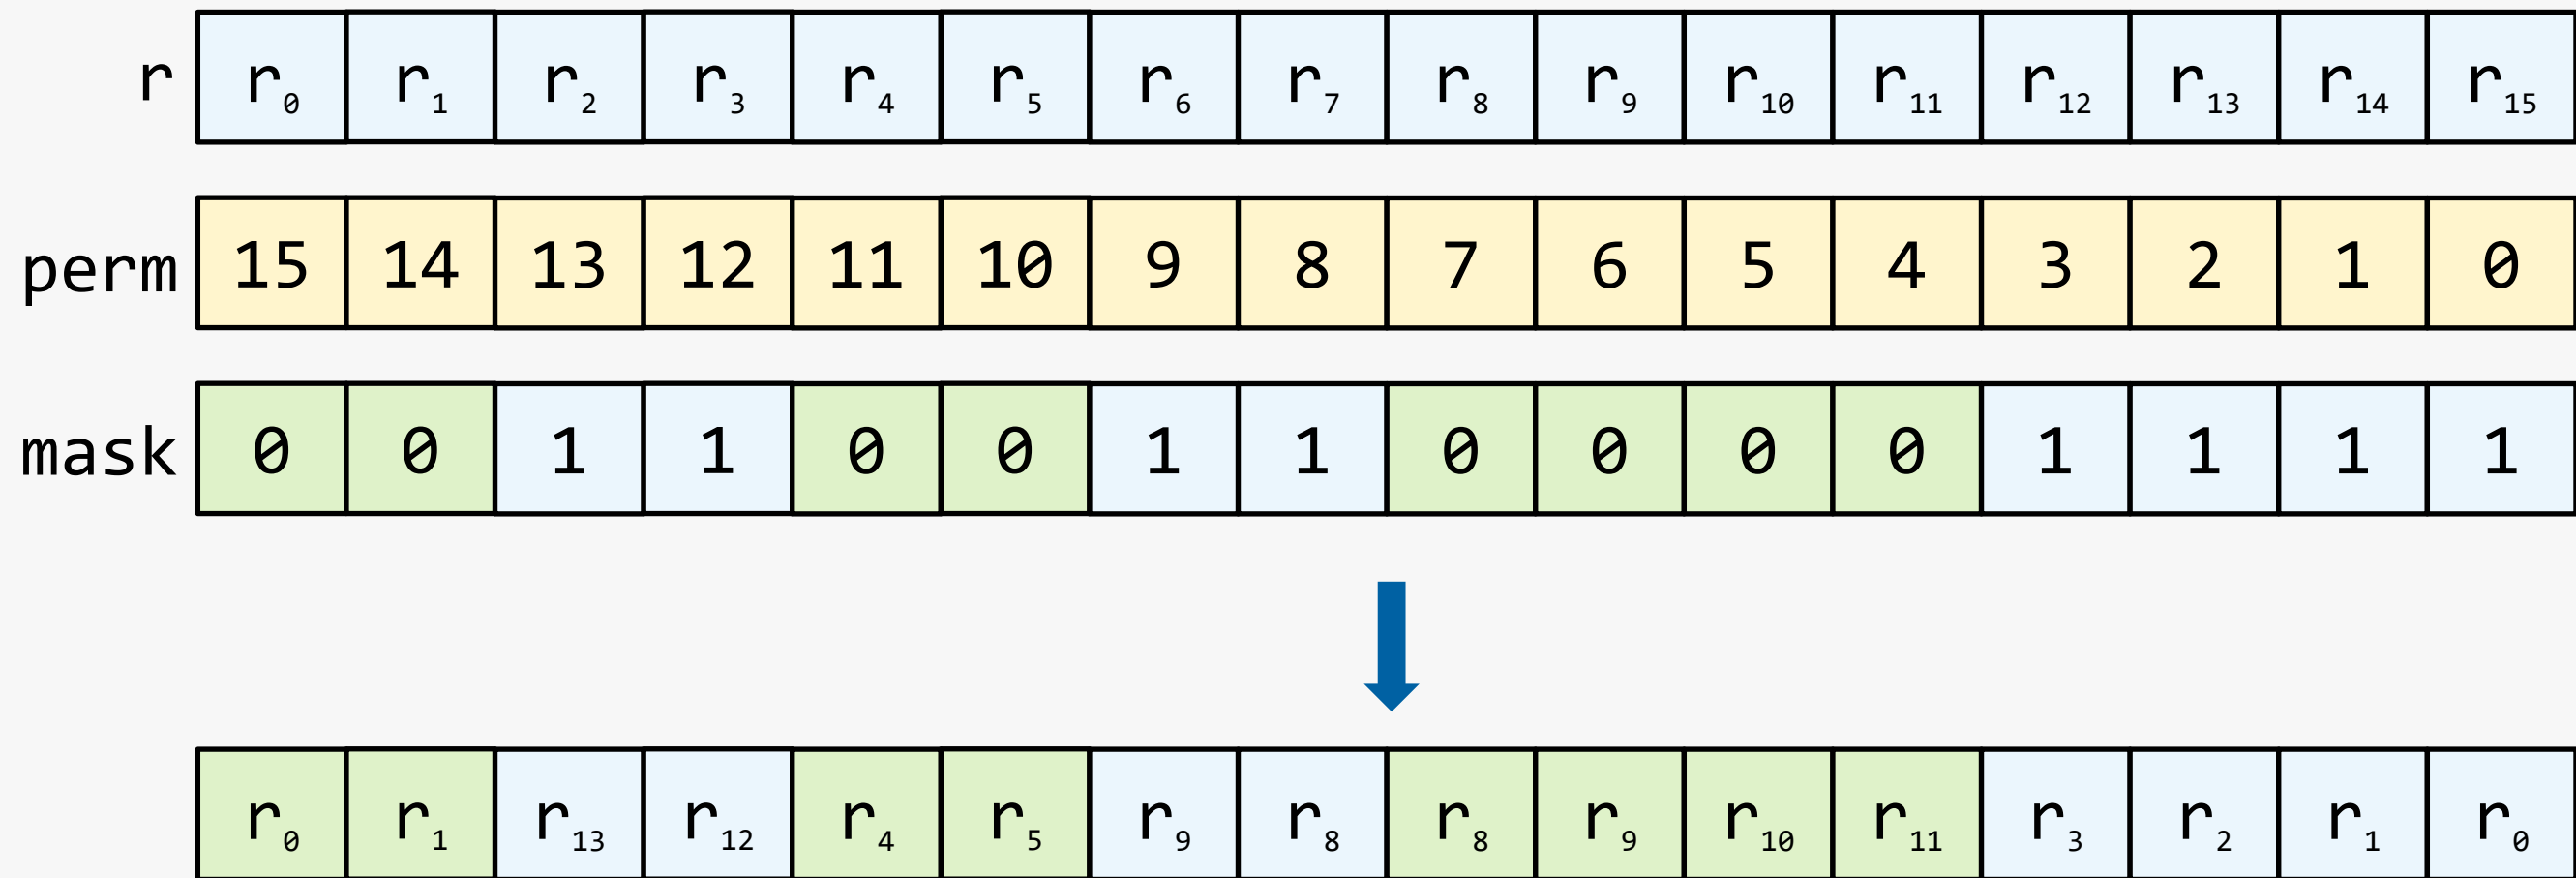 r r₀ r₁ r₂ r₃ r₄ r₅ r₆ r₇ r₈ r₉ r₁₀ r₁₁ r₁₂ r₁₃ r₁₄ r₁₅
perm 15 14 13 12 11 10 9 8 7 6 5 4 3 2 1 0
mask 0 0 1 1 0 0 1 1 0 0 0 0 1 1 1 1
r₀ r₁ r₁₃ r₁₂ r₄ r₅ r₉ r₈ r₈ r₉ r₁₀ r₁₁ r₃ r₂ r₁ r₀